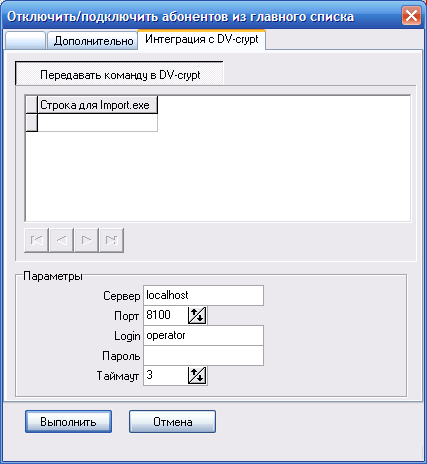 Отключить/подключить абонентов из главного списка
Дополнительно
Интеграция с DV-crypt
Передавать команду в DV-crypt
Строка для Import.exe
Параметры
Сервер localhost
Порт 8100
Login operator
Пароль
Таймаут 3
Выполнить
Отмена